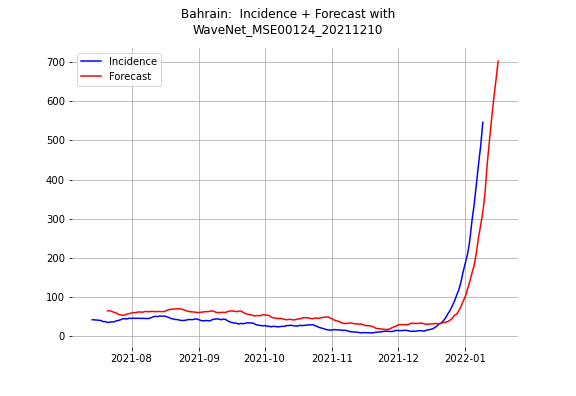 Bahrain:  Incidence + Forecast with
WaveNet_MSE00124_20211210
Incidence
Forecast
700
600
500
400
300
200
100
0
2021-08 2021-09 2021-10 2021-11 2021-12 2022-01